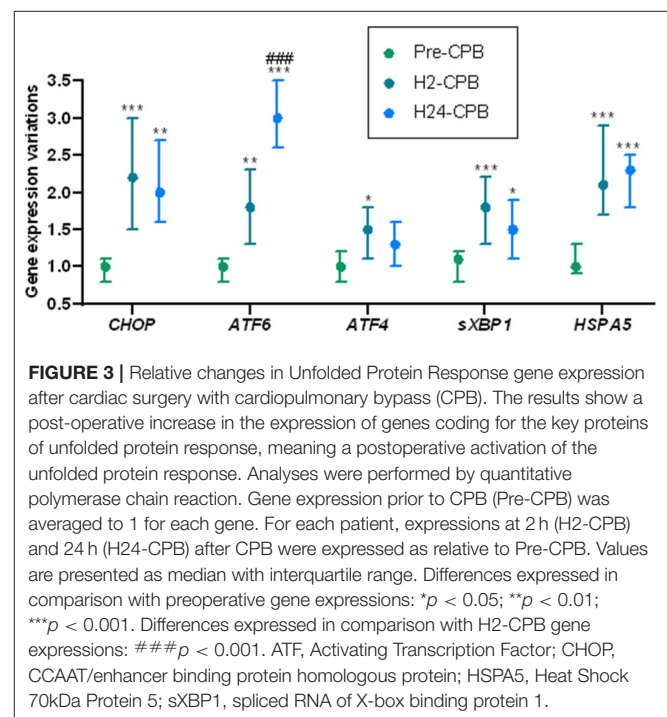 Pre-CPB
H2-CPB
H24-CPB
Gene expression variations
3.5
3.0
2.5
2.0
1.5
1.0
0.5
***
**
**
###
***
*
***
*
***
***
CHOP
ATF6
ATF4
sXBP1
HSPA5
FIGURE 3 | Relative changes in Unfolded Protein Response gene expression
after cardiac surgery with cardiopulmonary bypass (CPB). The results show a
post-operative increase in the expression of genes coding for the key proteins
of unfolded protein response, meaning a postoperative activation of the
unfolded protein response. Analyses were performed by quantitative
polymerase chain reaction. Gene expression prior to CPB (Pre-CPB) was
averaged to 1 for each gene. For each patient, expressions at 2 h (H2-CPB)
and 24 h (H24-CPB) after CPB were expressed as relative to Pre-CPB. Values
are presented as median with interquartile range. Differences expressed in
comparison with preoperative gene expressions: *p < 0.05; **p < 0.01;
***p < 0.001. Differences expressed in comparison with H2-CPB gene
expressions: ###p < 0.001. ATF, Activating Transcription Factor; CHOP,
CCAAT/enhancer binding protein homologous protein; HSPA5, Heat Shock
70kDa Protein 5; sXBP1, spliced RNA of X-box binding protein 1.